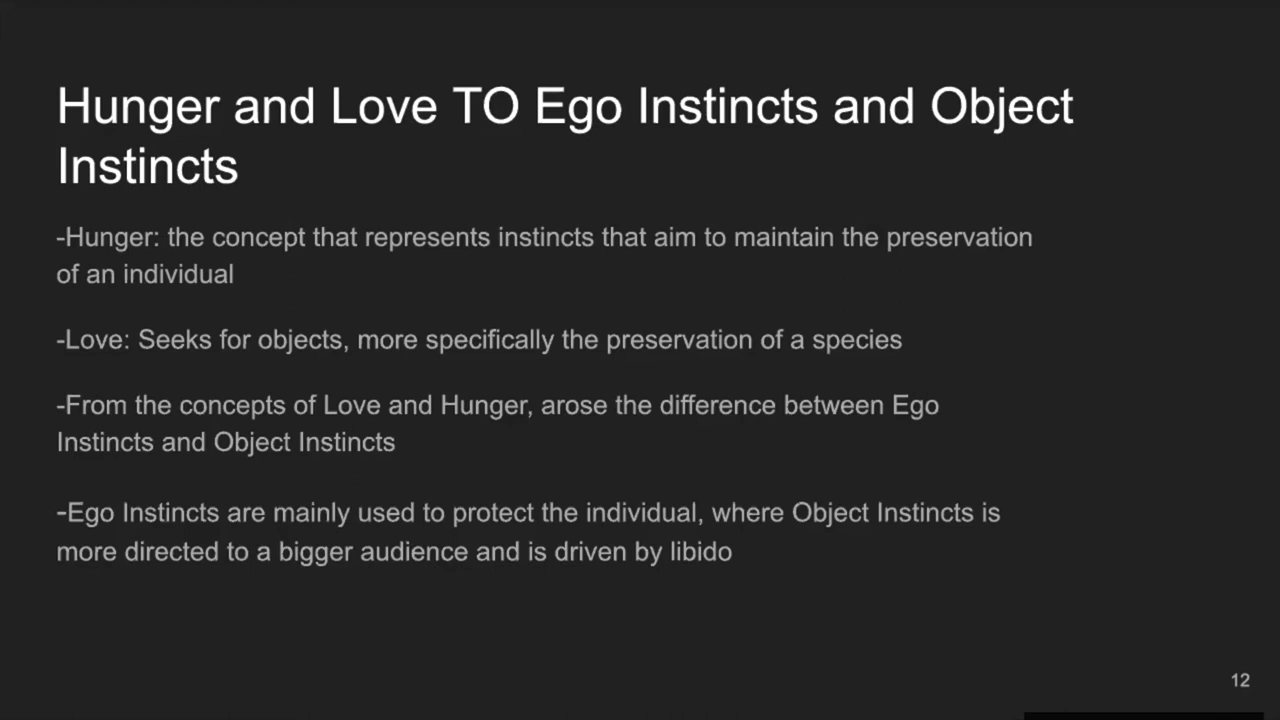 Hunger and Love TO Ego Instincts and Object
Instincts
-Hunger: the concept that represents instincts that aim to maintain the preservation
of an individual
-Love: Seeks for objects, more specifically the preservation of a species
-From the concepts of Love and Hunger, arose the difference between Ego
Instincts and Object Instincts
-Ego Instincts are mainly used to protect the individual, where Object Instincts is
more directed to a bigger audience and is driven by libido
12